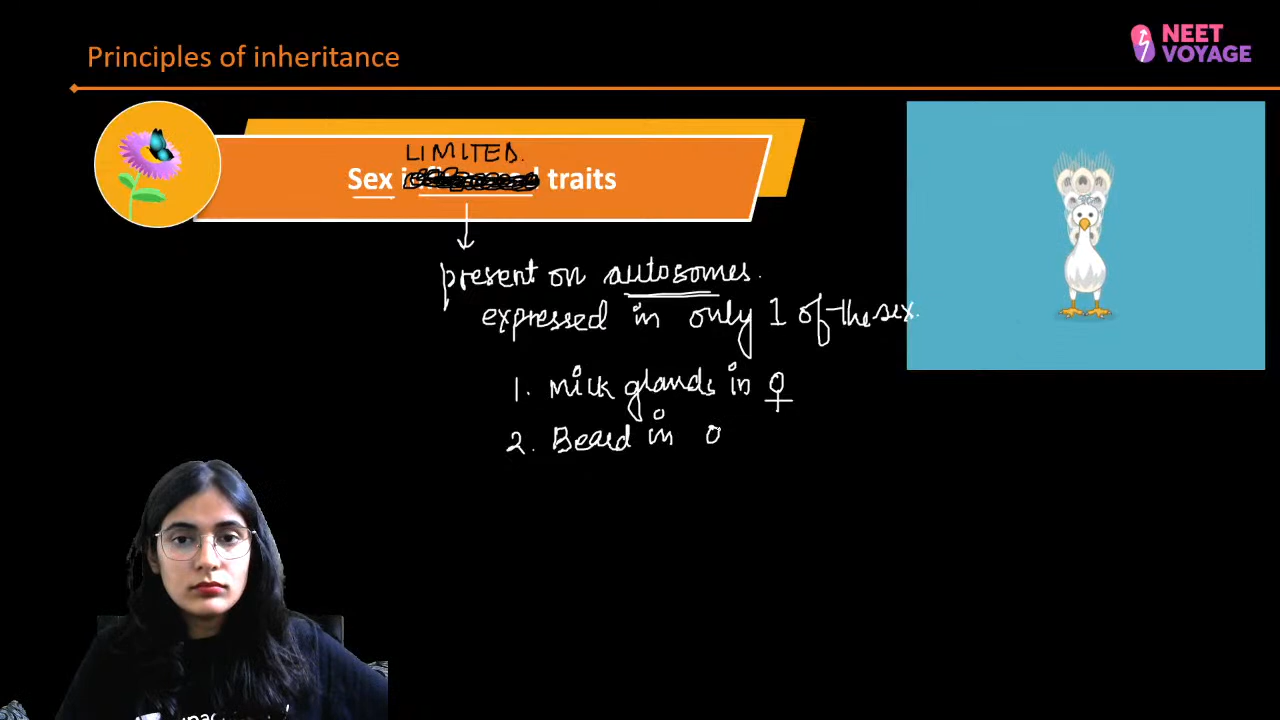 Principles of inheritance
NEET
VOYAGE
LIMITED.
Sex traits
present on autosomes.
expressed in only 1 of the sex.
1. Milk glands in ♀
2. Beard in